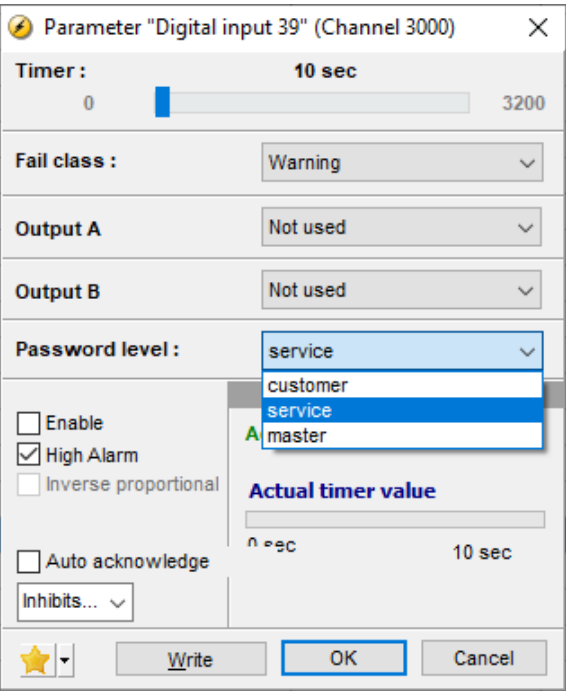 Parameter "Digital input 39" (Channel 3000)
Timer : 10 sec
0 3200
Fail class : Warning
Output A Not used
Output B Not used
Password level : service
customer
service
master
Enable
High Alarm
Inverse proportional
Auto acknowledge
Inhibits...
Actual timer value
0 sec 10 sec
Write OK Cancel